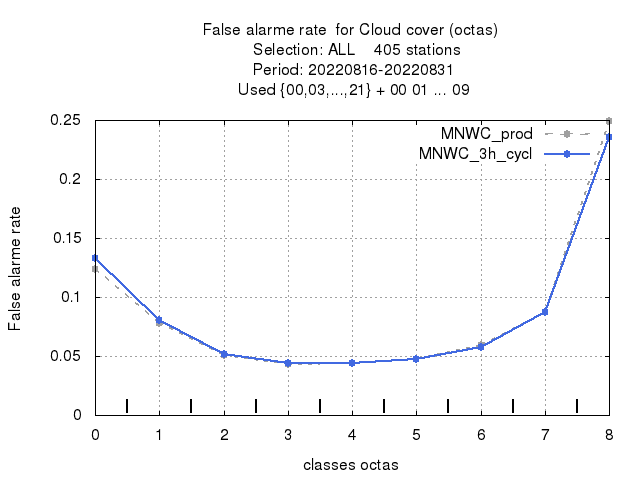 False alarme rate  for Cloud cover (octas)
Selection: ALL    405 stations
Period: 20220816-20220831
Used {00,03,...,21} + 00 01 ... 09
MNWC_prod
MNWC_3h_cycl
False alarme rate
0.25
0.2
0.15
0.1
0.05
0
0 1 2 3 4 5 6 7 8
classes octas